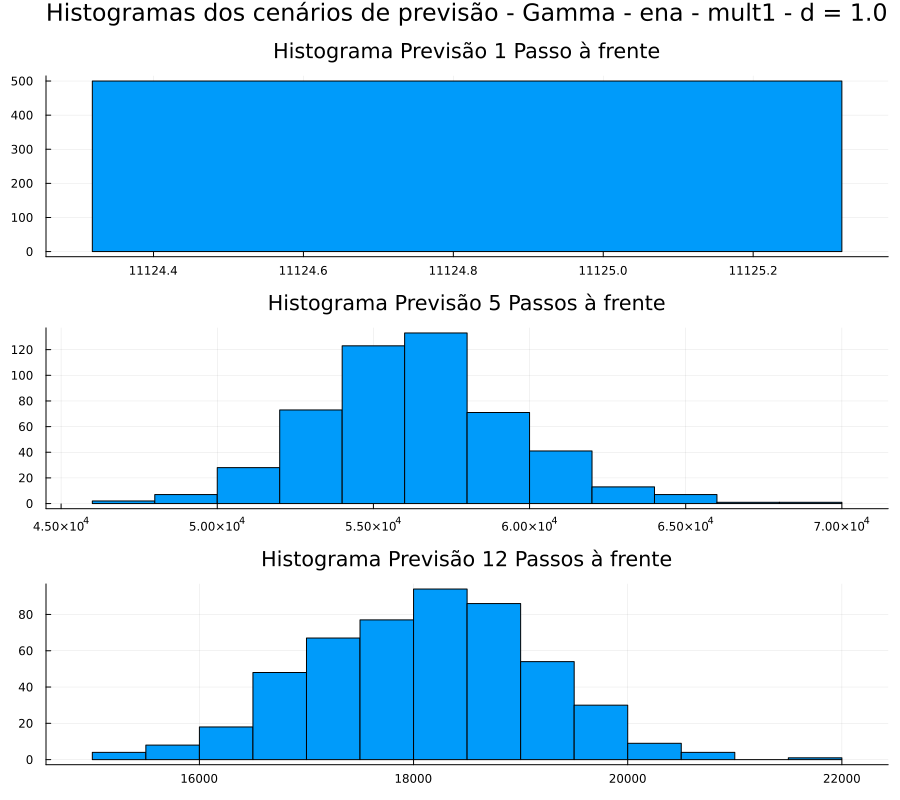 Histogramas dos cenários de previsão - Gamma - ena - mult1 - d = 1.0
Histograma Previsão 1 Passo à frente
500
400
300
200
100
0
11124.4 11124.6 11124.8 11125.0 11125.2
Histograma Previsão 5 Passos à frente
120
100
80
60
40
20
0
4.50×10⁴ 5.00×10⁴ 5.50×10⁴ 6.00×10⁴ 6.50×10⁴ 7.00×10⁴
Histograma Previsão 12 Passos à frente
80
60
40
20
0
16000 18000 20000 22000